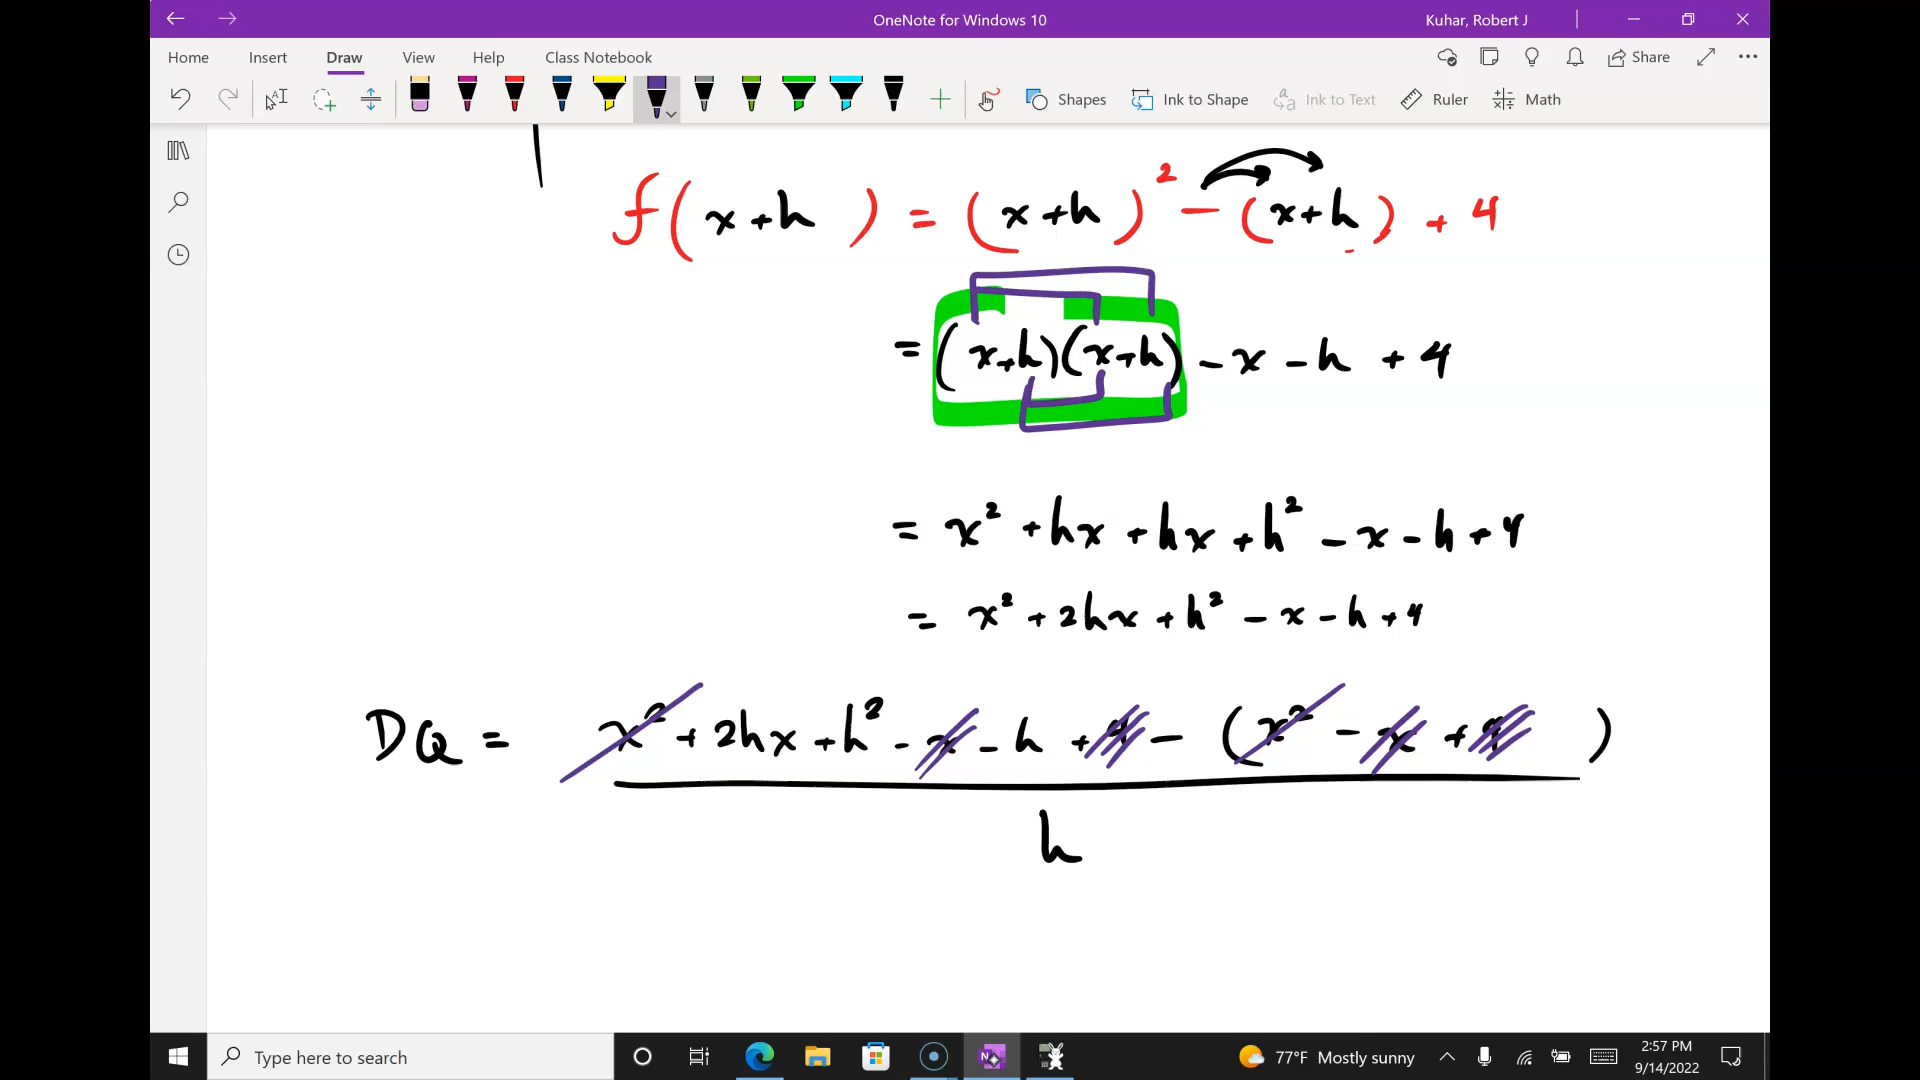 OneNote for Windows 10
Kuhar, Robert J
Home Insert Draw View Help Class Notebook Share
Shapes Ink to Shape Ink to Text Ruler Math
f(x+h) = (x+h)² - (x+h) + 4
= (x+h)(x+h) - x - h + 4
= x² + hx + hx + h² - x - h + 4
= x² + 2hx + h² - x - h + 4
DQ = x² + 2hx + h² - x - h + 4 - (x² - x + 4)
h
Type here to search
77°F Mostly sunny
2:57 PM
9/14/2022